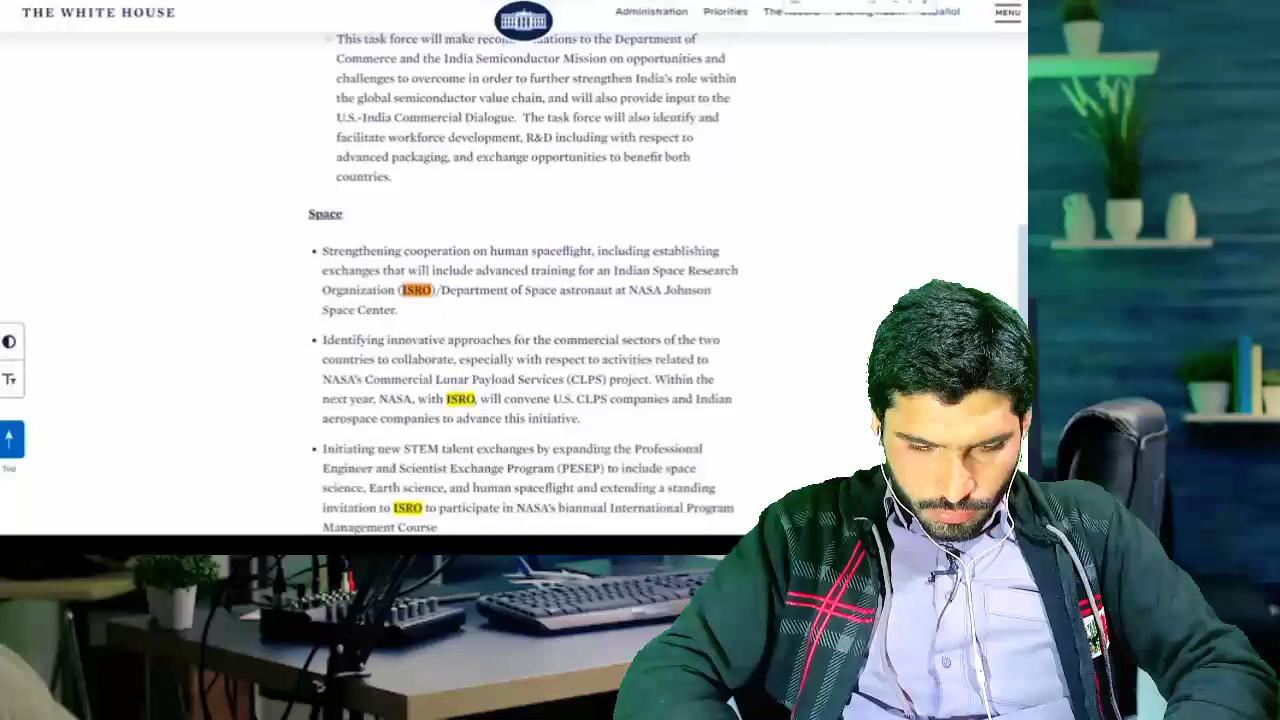 THE WHITE HOUSE
Administration Priorities The Español
MENU
This task force will make to the Department of
Commerce and the India Semiconductor Mission on opportunities and
challenges to overcome in order to further strengthen India's role within
the global semiconductor value chain, and will also provide input to the
U.S.-India Commercial Dialogue. The task force will also identify and
facilitate workforce development, R&D including with respect to
advanced packaging, and exchange opportunities to benefit both
countries.
Space
• Strengthening cooperation on human spaceflight, including establishing
exchanges that will include advanced training for an Indian Space Research
Organization (ISRO)/Department of Space astronaut at NASA Johnson
Space Center.
• Identifying innovative approaches for the commercial sectors of the two
countries to collaborate, especially with respect to activities related to
NASA's Commercial Lunar Payload Services (CLPS) project. Within the
next year, NASA, with ISRO, will convene U.S. CLPS companies and Indian
aerospace companies to advance this initiative.
• Initiating new STEM talent exchanges by expanding the Professional
Engineer and Scientist Exchange Program (PESEP) to include space
science, Earth science, and human spaceflight and extending a standing
invitation to ISRO to participate in NASA's biannual International Program
Management Course
Tт
Top